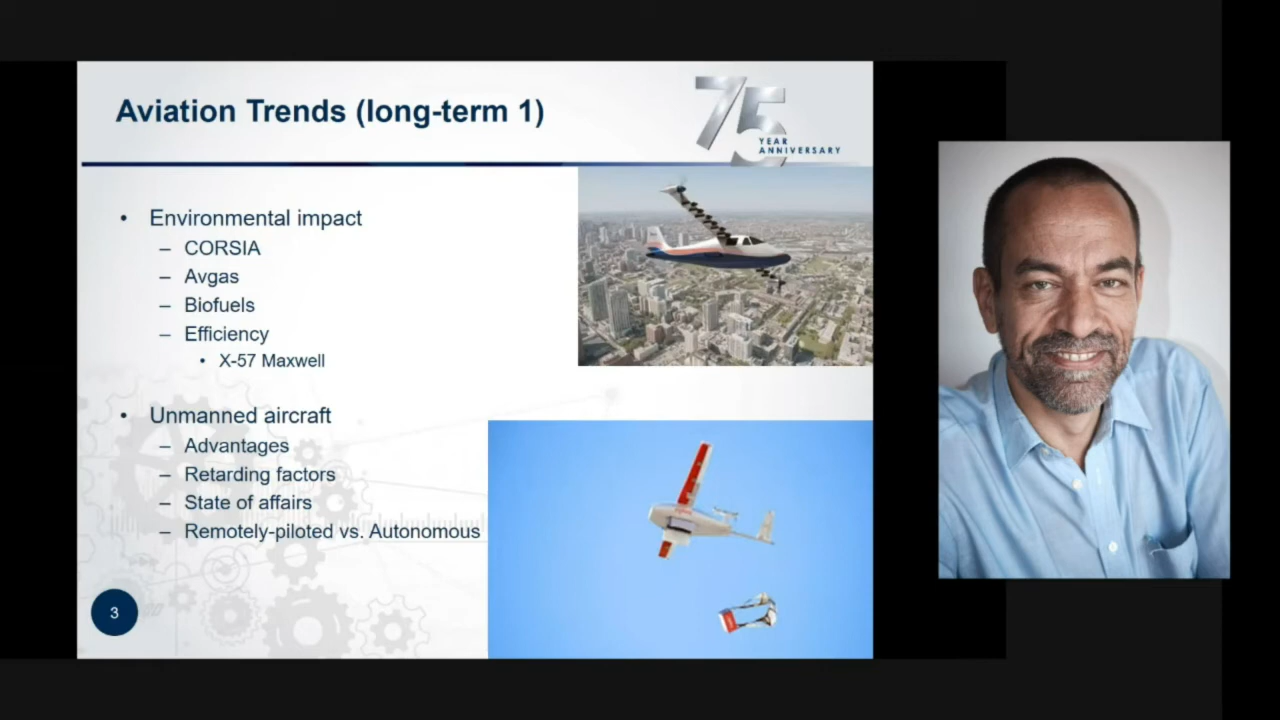 Aviation Trends (long-term 1)
75
YEAR
ANNIVERSARY
• Environmental impact
– CORSIA
– Avgas
– Biofuels
– Efficiency
• X-57 Maxwell
• Unmanned aircraft
– Advantages
– Retarding factors
– State of affairs
– Remotely-piloted vs. Autonomous
3